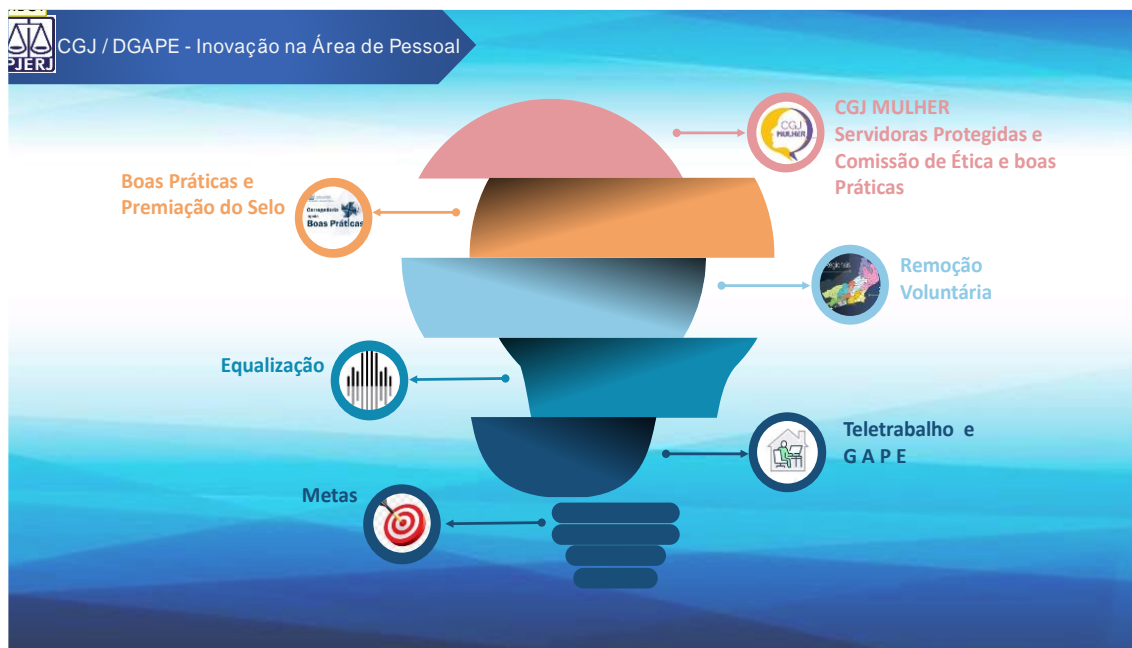 PJERJ
CGJ / DGAPE - Inovação na Área de Pessoal
CGJ
MULHER
CGJ MULHER
Servidoras Protegidas e
Comissão de Ética e boas
Práticas
Boas Práticas e
Premiação do Selo
Boas Práticas
Remoção
Voluntária
Equalização
Teletrabalho e
G A P E
Metas